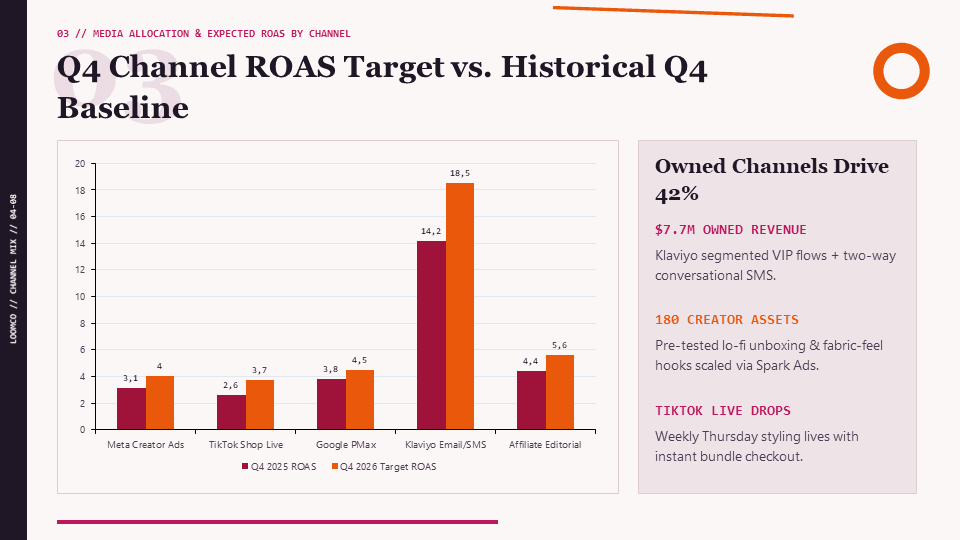 03 // MEDIA ALLOCATION & EXPECTED ROAS BY CHANNEL
03
Q4 Channel ROAS Target vs. Historical Q4
Baseline
LOOMCO // CHANNEL MIX // 04-08
20
18
16
14
12
10
8
6
4
2
0
3,1
4
2,6
3,7
3,8
4,5
14,2
18,5
4,4
5,6
Meta Creator Ads
TikTok Shop Live
Google PMax
Klaviyo Email/SMS
Affiliate Editorial
Q4 2025 ROAS
Q4 2026 Target ROAS
Owned Channels Drive
42%
$7.7M OWNED REVENUE
Klaviyo segmented VIP flows + two-way
conversational SMS.
180 CREATOR ASSETS
Pre-tested lo-fi unboxing & fabric-feel
hooks scaled via Spark Ads.
TIKTOK LIVE DROPS
Weekly Thursday styling lives with
instant bundle checkout.